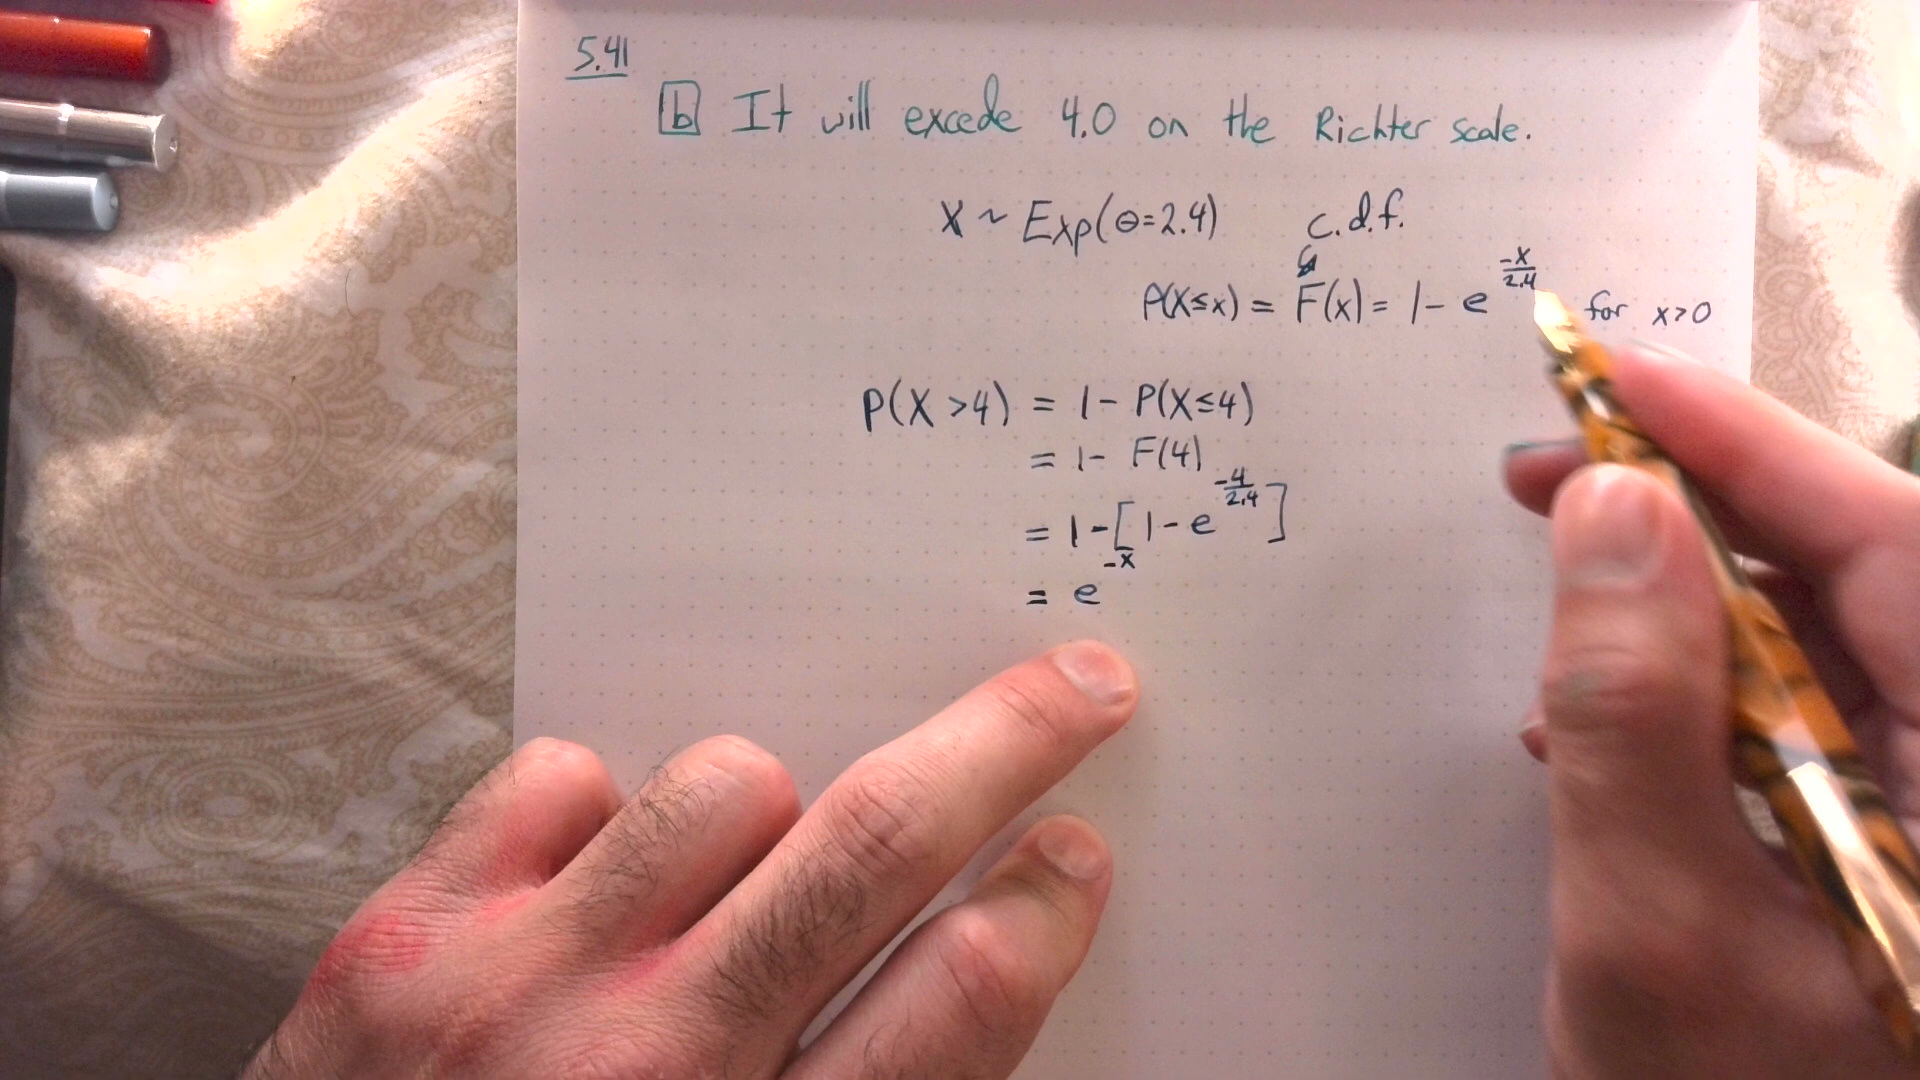 5.41
b It will excede 4.0 on the Richter scale.
X ~ Exp(θ=2.4) c.d.f.
P(X≤x) = F(x) = 1 - e^(-x/2.4) for x>0
P(X >4) = 1 - P(X≤4)
= 1 - F(4)
= 1 - [1 - e^(-4/2.4)]
= e^(-x)